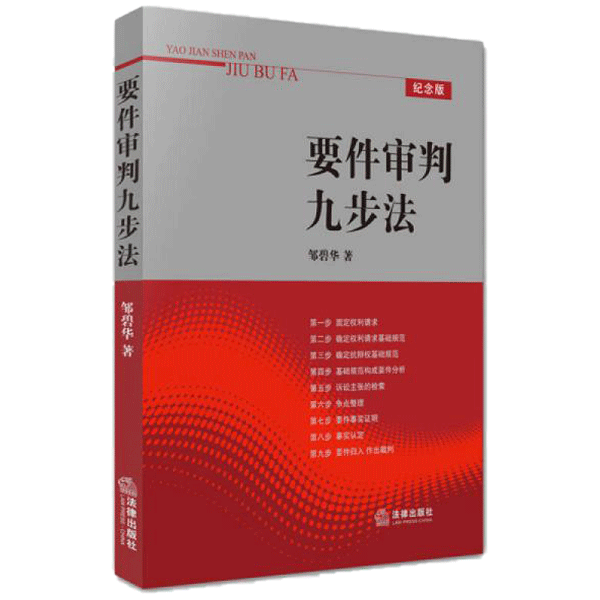 YAO JIAN SHEN PAN
JIU BU FA
纪念版
要件审判
九步法
邹碧华 著
第一步 固定权利请求
第二步 确定权利请求基础规范
第三步 确定抗辩权基础规范
第四步 基础规范构成要件分析
第五步 诉讼主张的检索
第六步 争点整理
第七步 要件事实证明
第八步 事实认定
第九步 要件归入 作出裁判
法律出版社
LAW PRESS·CHINA
要件审判九步法
邹碧华 著
法律出版社
LAW PRESS·CHINA